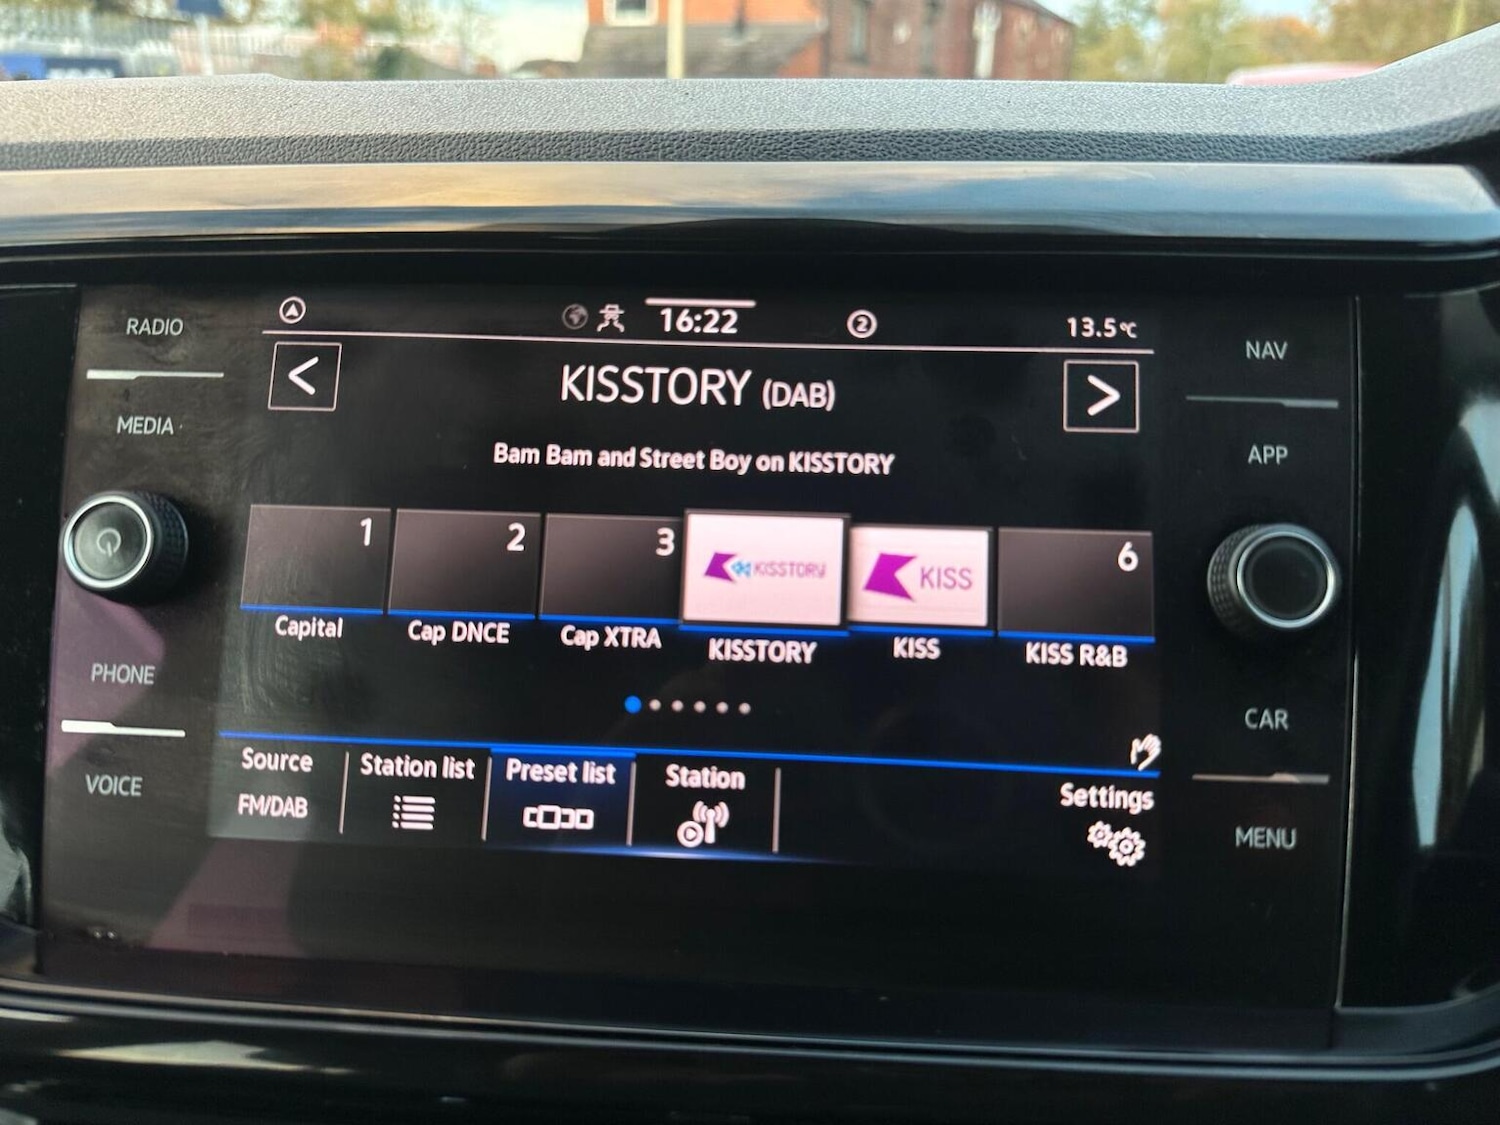 RADIO
MEDIA
PHONE
VOICE
16:22
2
13.5°C
<
KISSTORY (DAB)
>
Bam Bam and Street Boy on KISSTORY
1
2
3
KISSTORY
KISS
6
Capital
Cap DNCE
Cap XTRA
KISSTORY
KISS
KISS R&B
Source
FM/DAB
Station list
Preset list
Station
Settings
NAV
APP
CAR
MENU